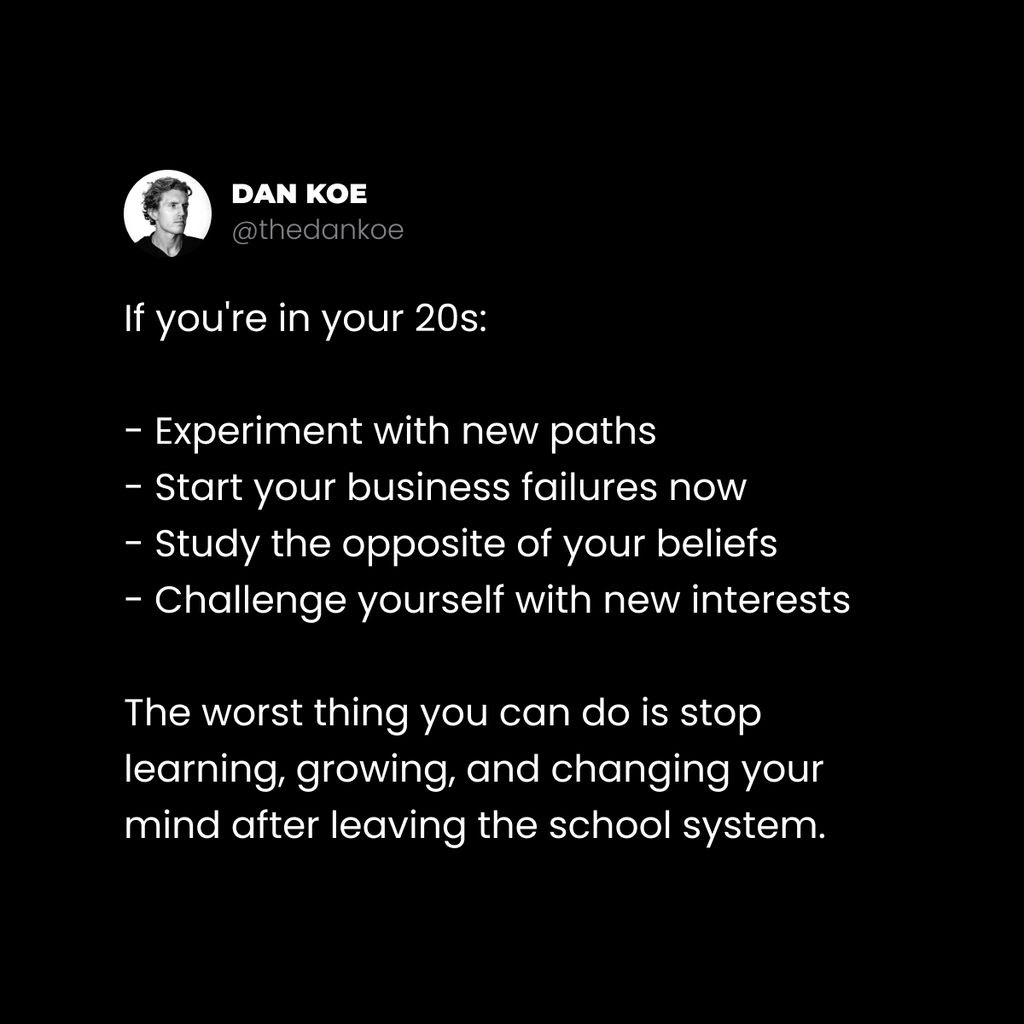 DAN KOE
@thedankoe
If you're in your 20s:
- Experiment with new paths
- Start your business failures now
- Study the opposite of your beliefs
- Challenge yourself with new interests
The worst thing you can do is stop
learning, growing, and changing your
mind after leaving the school system.